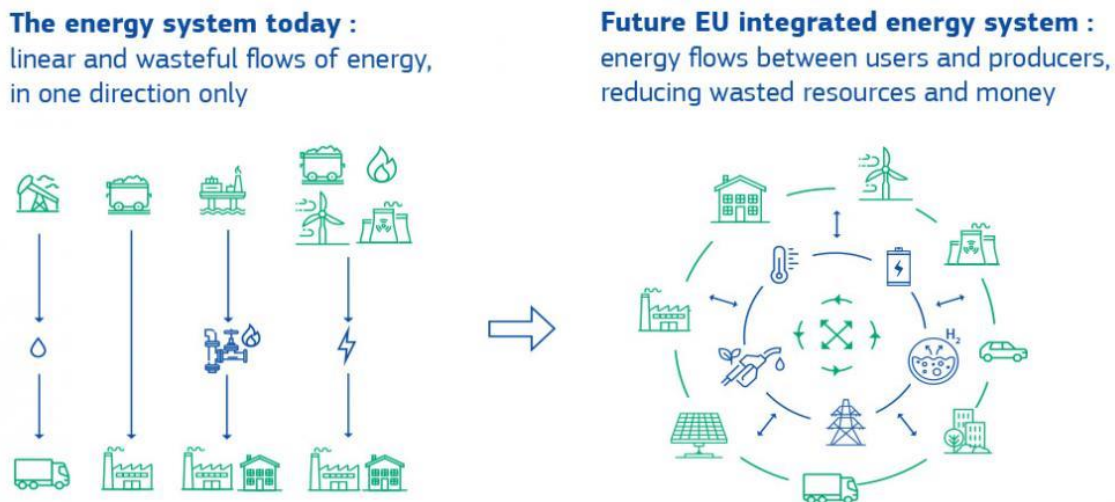 The energy system today :
linear and wasteful flows of energy,
in one direction only
Future EU integrated energy system :
energy flows between users and producers,
reducing wasted resources and money
H₂